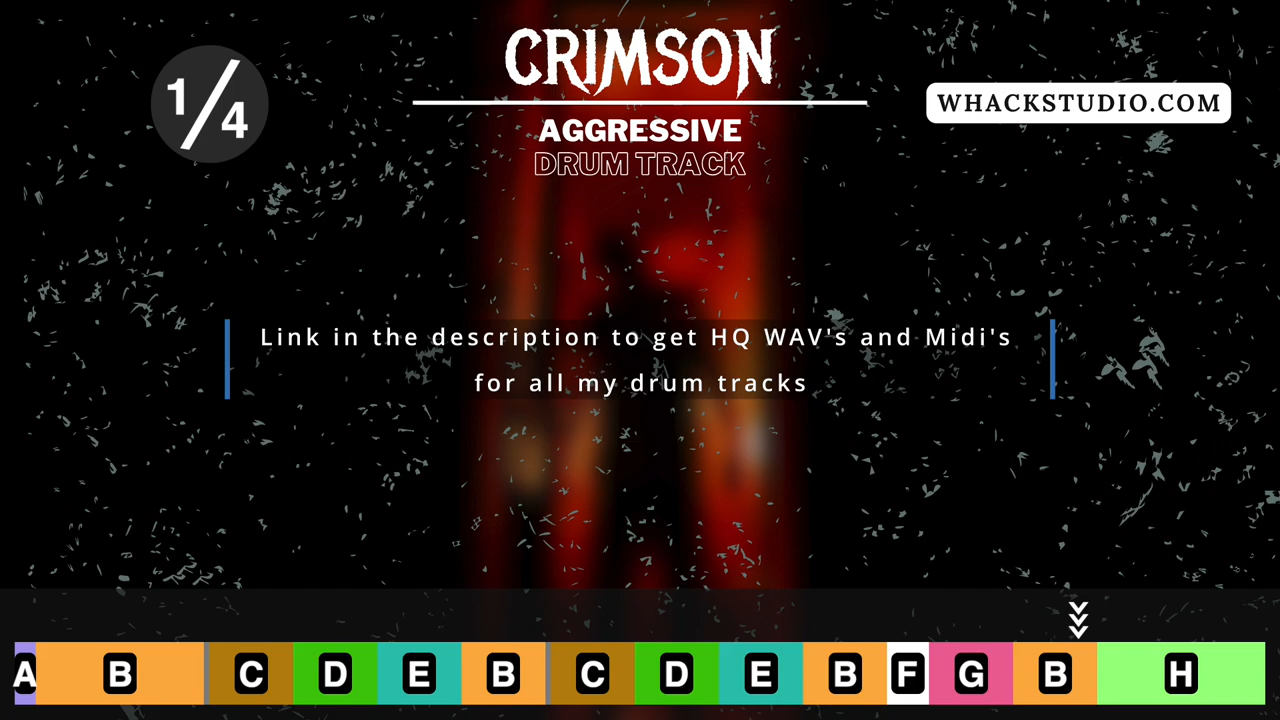 CRIMSON
1/4
WHACKSTUDIO.COM
AGGRESSIVE
DRUM TRACK
Link in the description to get HQ WAV's and Midi's
for all my drum tracks
A B C D E B C D E B F G B H